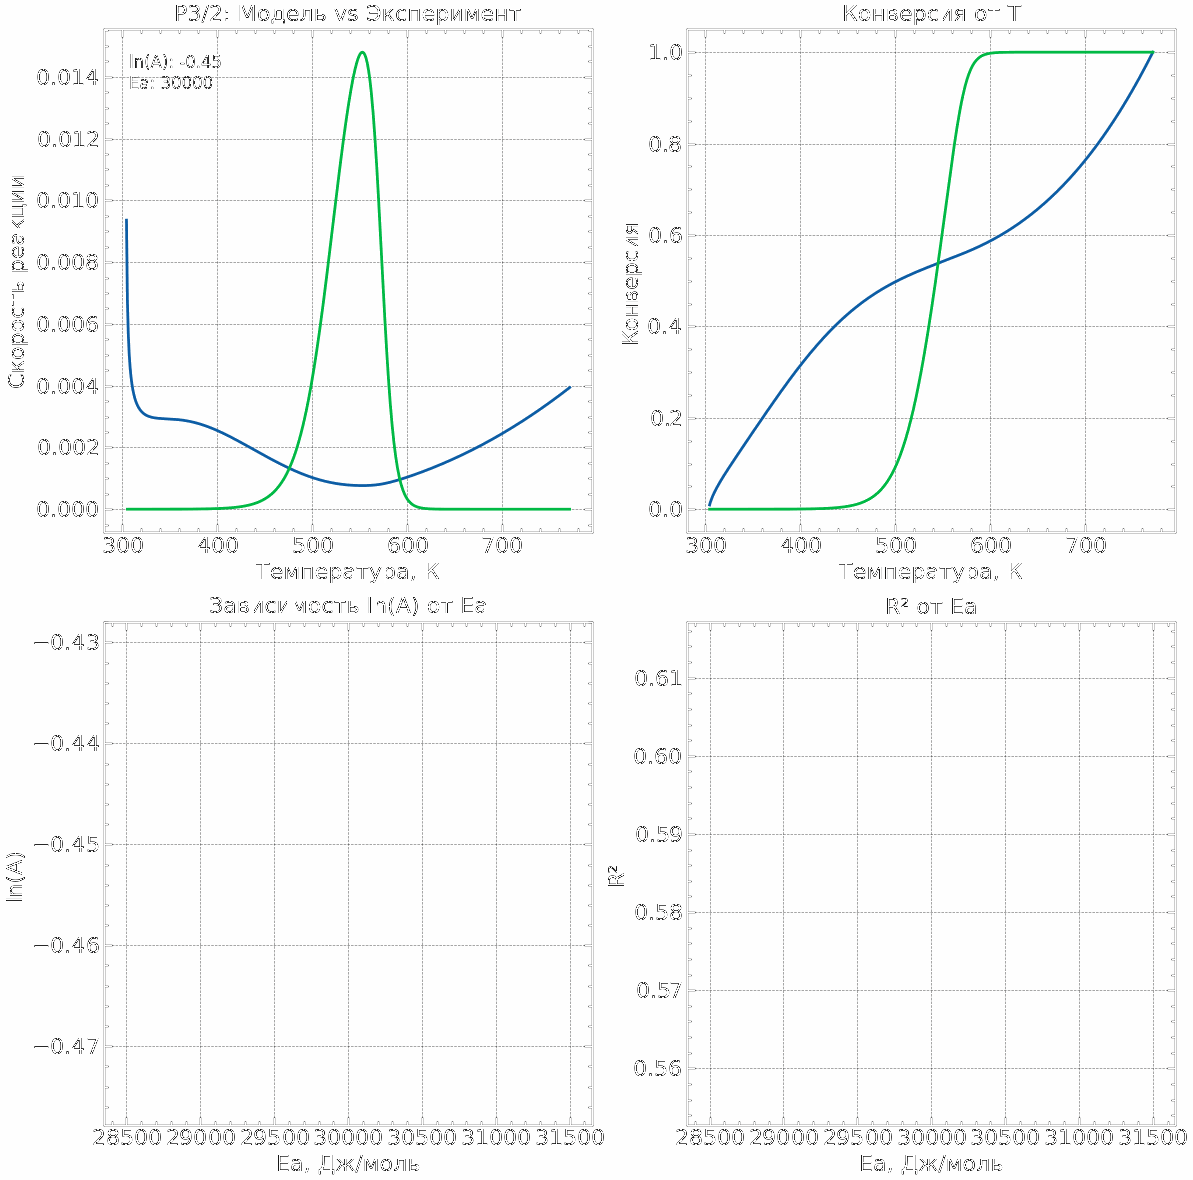 P3/2: Модель vs Эксперимент
ln(A): -0.45
Ea: 30000
Скорость реакции
0.014
0.012
0.010
0.008
0.006
0.004
0.002
0.000
300 400 500 600 700
Температура, K
Конверсия от T
Конверсия
1.0
0.8
0.6
0.4
0.2
0.0
300 400 500 600 700
Температура, K
Зависимость ln(A) от Ea
ln(A)
−0.43
−0.44
−0.45
−0.46
−0.47
28500 29000 29500 30000 30500 31000 31500
Ea, Дж/моль
R² от Ea
R²
0.61
0.60
0.59
0.58
0.57
0.56
28500 29000 29500 30000 30500 31000 31500
Ea, Дж/моль